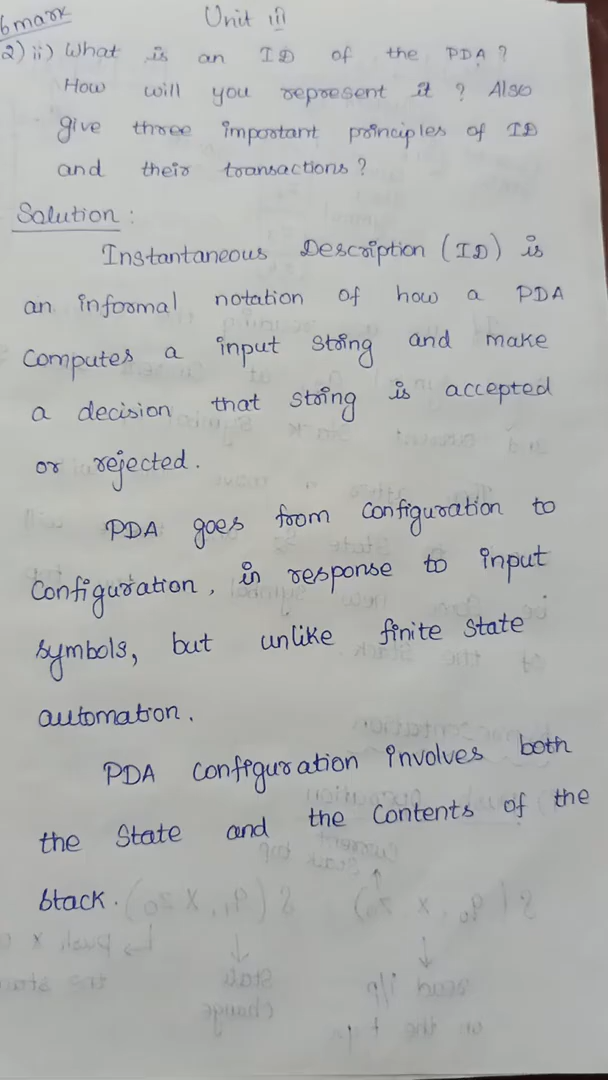 6mark
Unit iii
2) ii) What is an ID of the PDA ?
How will you represent it ? Also
give three important principles of ID
and their transactions ?
Solution :
Instantaneous Description (ID) is
an informal notation of how a PDA
computes a input string and make
a decision that string is accepted
or rejected.
PDA goes from configuration to
configuration, in response to input
symbols, but unlike finite state
automation.
PDA configuration involves both
the state and the contents of the
stack.